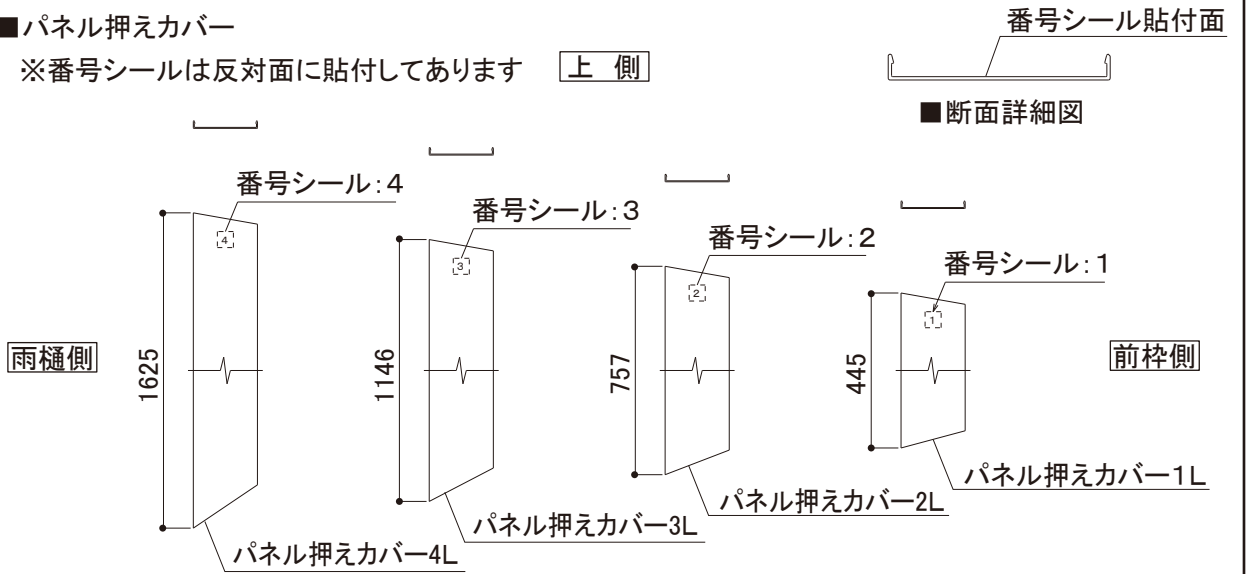 ■パネル押えカバー
※番号シールは反対面に貼付してあります
上 側
番号シール貼付面
■断面詳細図
番号シール:4
番号シール:3
番号シール:2
番号シール:1
4
3
2
1
雨樋側
1625
1146
757
445
前枠側
パネル押えカバー1L
パネル押えカバー2L
パネル押えカバー3L
パネル押えカバー4L